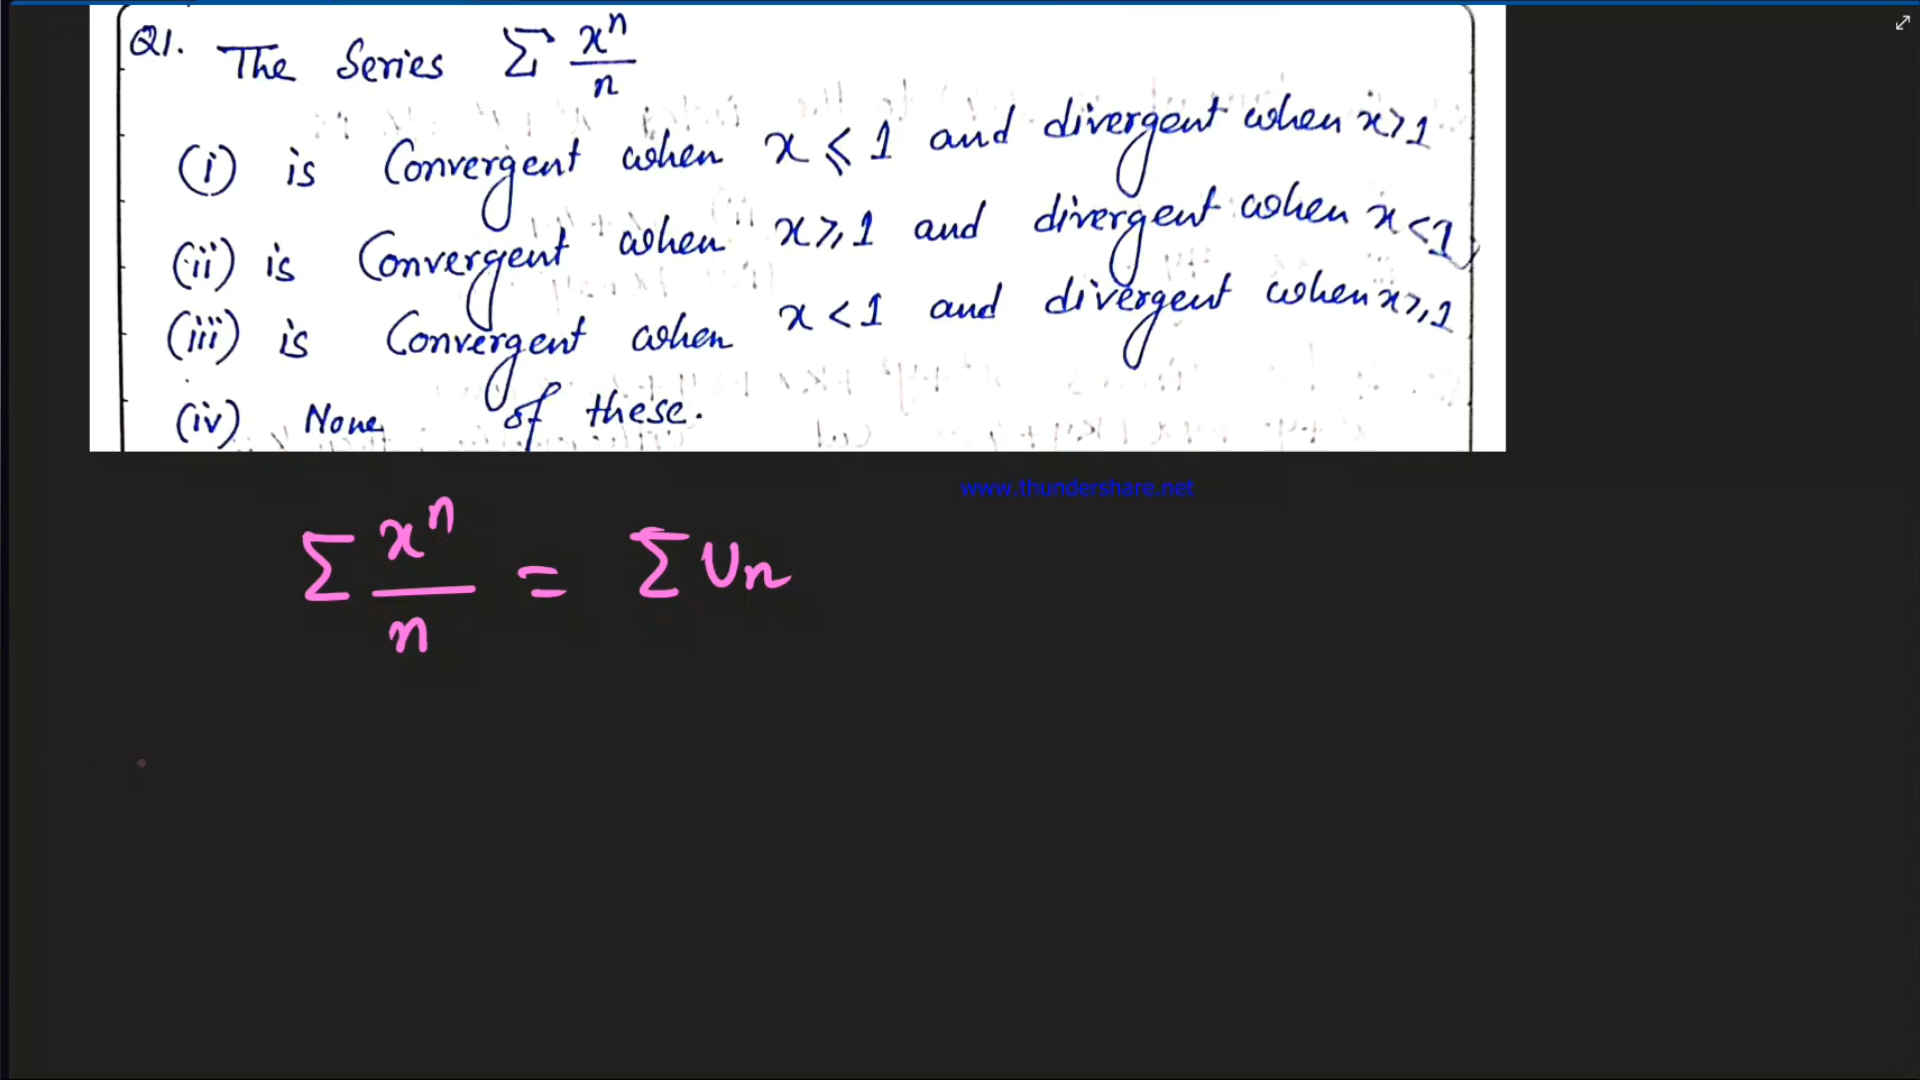 Q1. The Series Σ xⁿ/n
(i) is Convergent when x ⩽ 1 and divergent when x>1
(ii) is Convergent when x⩾1 and divergent when x<1,
(iii) is Convergent when x<1 and divergent when x⩾1
(iv) None of these.
www.thundershare.net
Σ xⁿ/n = Σ Un